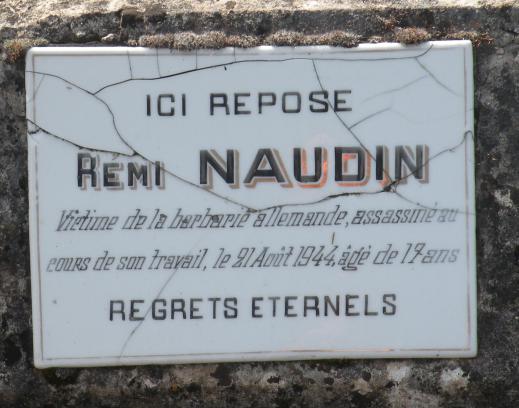 ICI REPOSE
RÉMI NAUDIN
Victime de la barbarie allemande, assassiné au
cours de son travail, le 21 Août 1944, âgé de 17 ans
REGRETS ETERNELS